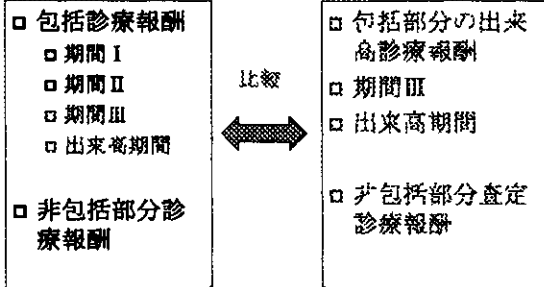 包括診療報酬
期間Ⅰ
期間Ⅱ
期間Ⅲ
出来高期間
非包括部分診
療報酬
比較
包括部分の出来
高診療報酬
期間Ⅲ
出来高期間
非包括部分査定
診療報酬